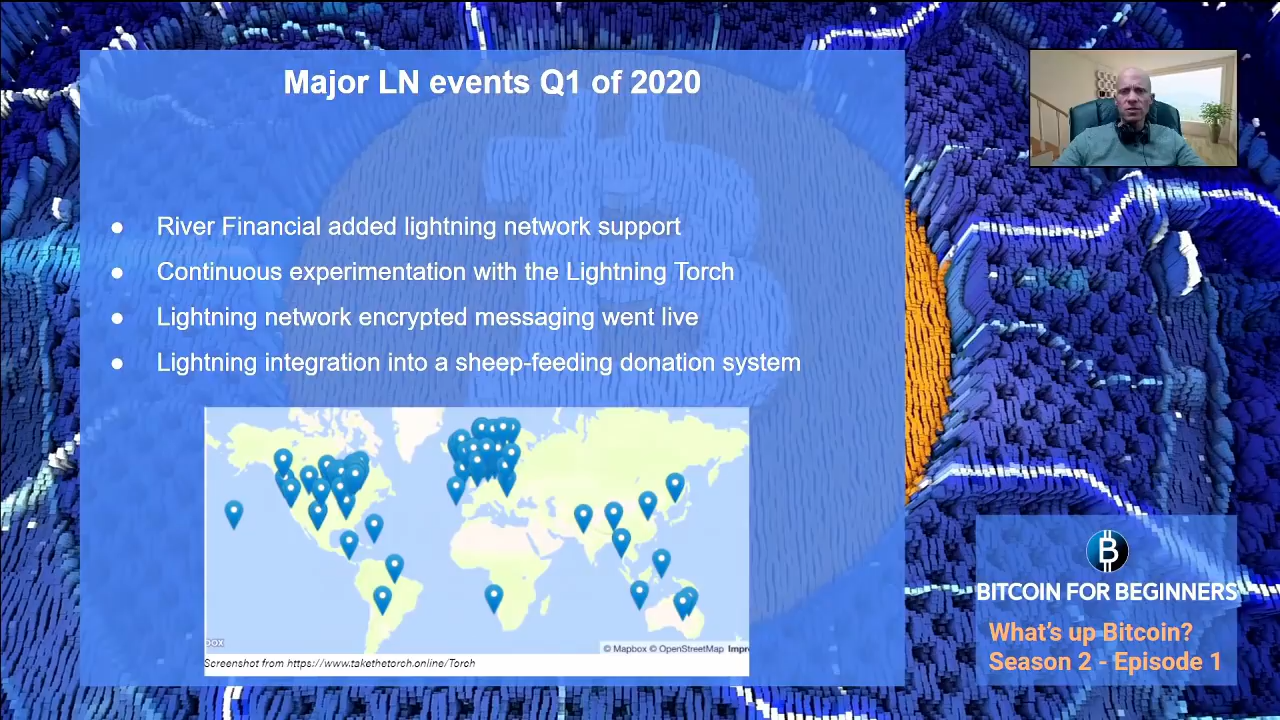 Major LN events Q1 of 2020
● River Financial added lightning network support
● Continuous experimentation with the Lightning Torch
● Lightning network encrypted messaging went live
● Lightning integration into a sheep-feeding donation system
box
© Mapbox © OpenStreetMap Impr
Screenshot from https://www.takethetorch.online/Torch
BITCOIN FOR BEGINNERS
What's up Bitcoin?
Season 2 - Episode 1